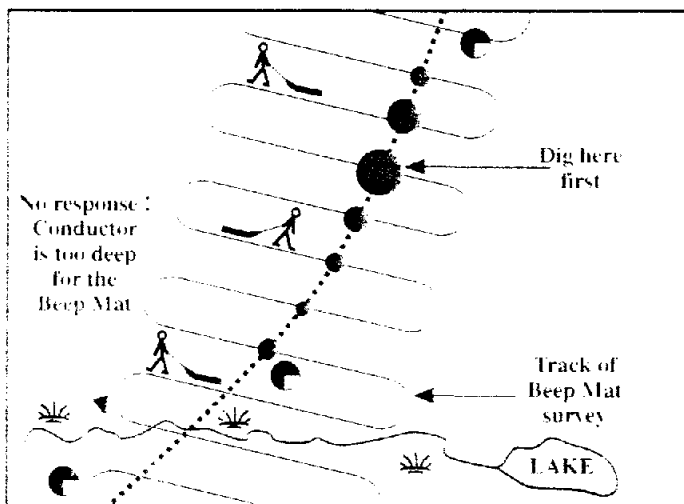 Dig here
first
No response :
Conductor
is too deep
for the
Beep Mat
Track of
Beep Mat
survey
LAKE